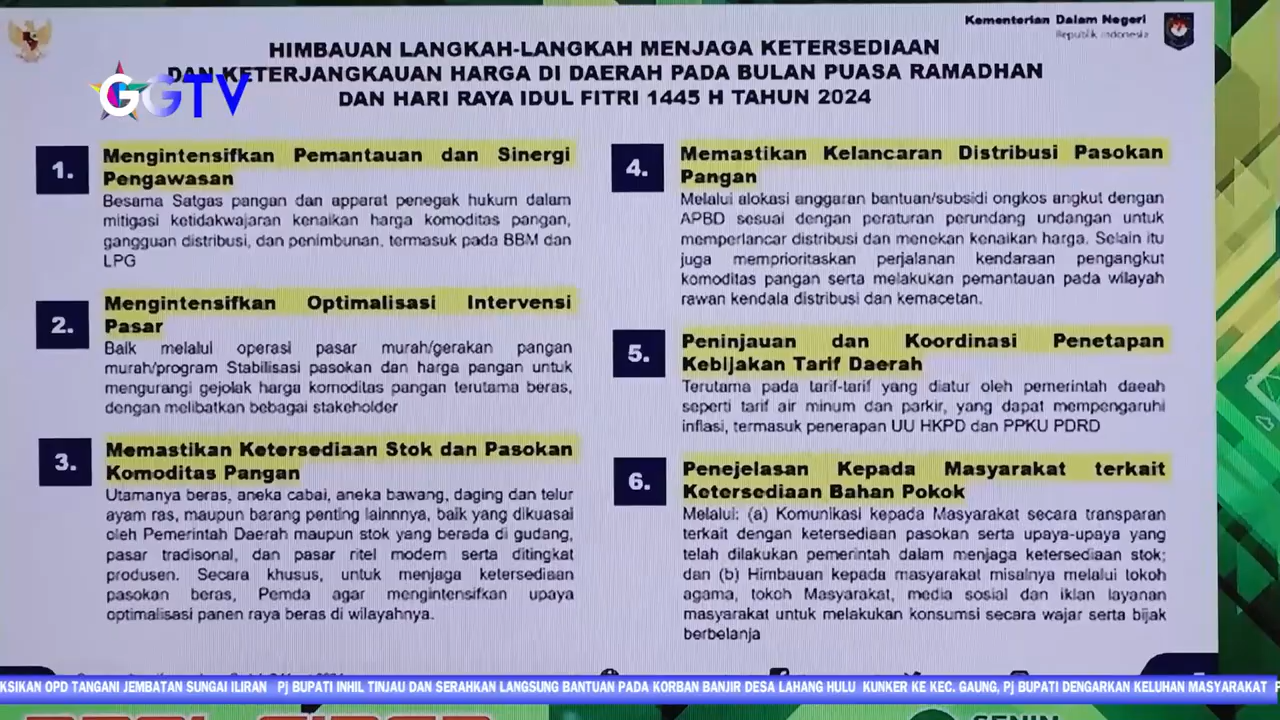 Kementerian Dalam Negeri
Republik Indonesia
HIMBAUAN LANGKAH-LANGKAH MENJAGA KETERSEDIAAN
DAN KETERJANGKAUAN HARGA DI DAERAH PADA BULAN PUASA RAMADHAN
DAN HARI RAYA IDUL FITRI 1445 H TAHUN 2024
GGTV
1.
Mengintensifkan Pemantauan dan Sinergi
Pengawasan
Besama Satgas pangan dan apparat penegak hukum dalam
mitigasi ketidakwajaran kenaikan harga komoditas pangan,
gangguan distribusi, dan penimbunan, termasuk pada BBM dan
LPG
2.
Mengintensifkan Optimalisasi Intervensi
Pasar
Baik melalui operasi pasar murah/gerakan pangan
murah/program Stabilisasi pasokan dan harga pangan untuk
mengurangi gejolak harga komoditas pangan terutama beras,
dengan melibatkan bebagai stakeholder
3.
Memastikan Ketersediaan Stok dan Pasokan
Komoditas Pangan
Utamanya beras, aneka cabai, aneka bawang, daging dan telur
ayam ras, maupun barang penting lainnnya, baik yang dikuasai
oleh Pemerintah Daerah maupun stok yang berada di gudang,
pasar tradisonal, dan pasar ritel modern serta ditingkat
produsen. Secara khusus, untuk menjaga ketersediaan
pasokan beras, Pemda agar mengintensifkan upaya
optimalisasi panen raya beras di wilayahnya.
4.
Memastikan Kelancaran Distribusi Pasokan
Pangan
Melalui alokasi anggaran bantuan/subsidi ongkos angkut dengan
APBD sesuai dengan peraturan perundang undangan untuk
memperlancar distribusi dan menekan kenaikan harga. Selain itu
juga memprioritaskan perjalanan kendaraan pengangkut
komoditas pangan serta melakukan pemantauan pada wilayah
rawan kendala distribusi dan kemacetan.
5.
Peninjauan dan Koordinasi Penetapan
Kebijakan Tarif Daerah
Terutama pada tarif-tarif yang diatur oleh pemerintah daeah
seperti tarif air minum dan parkir, yang dapat mempengaruhi
inflasi, termasuk penerapan UU HKPD dan PPKU PDRD
6.
Penejelasan Kepada Masyarakat terkait
Ketersediaan Bahan Pokok
Melalui: (a) Komunikasi kepada Masyarakat secara transparan
terkait dengan ketersediaan pasokan serta upaya-upaya yang
telah dilakukan pemerintah dalam menjaga ketersediaan stok;
dan (b) Himbauan kepada masyarakat misalnya melalui tokoh
agama, tokoh Masyarakat, media sosial dan iklan layanan
masyarakat untuk melakukan konsumsi secara wajar serta bijak
berbelanja
KSIKAN OPD TANGANI JEMBATAN SUNGAI ILIRAN Pj BUPATI INHIL TINJAU DAN SERAHKAN LANGSUNG BANTUAN PADA KORBAN BANJIR DESA LAHANG HULU KUNKER KE KEC. GAUNG, Pj BUPATI DENGARKAN KELUHAN MASYARAKAT
SENIN